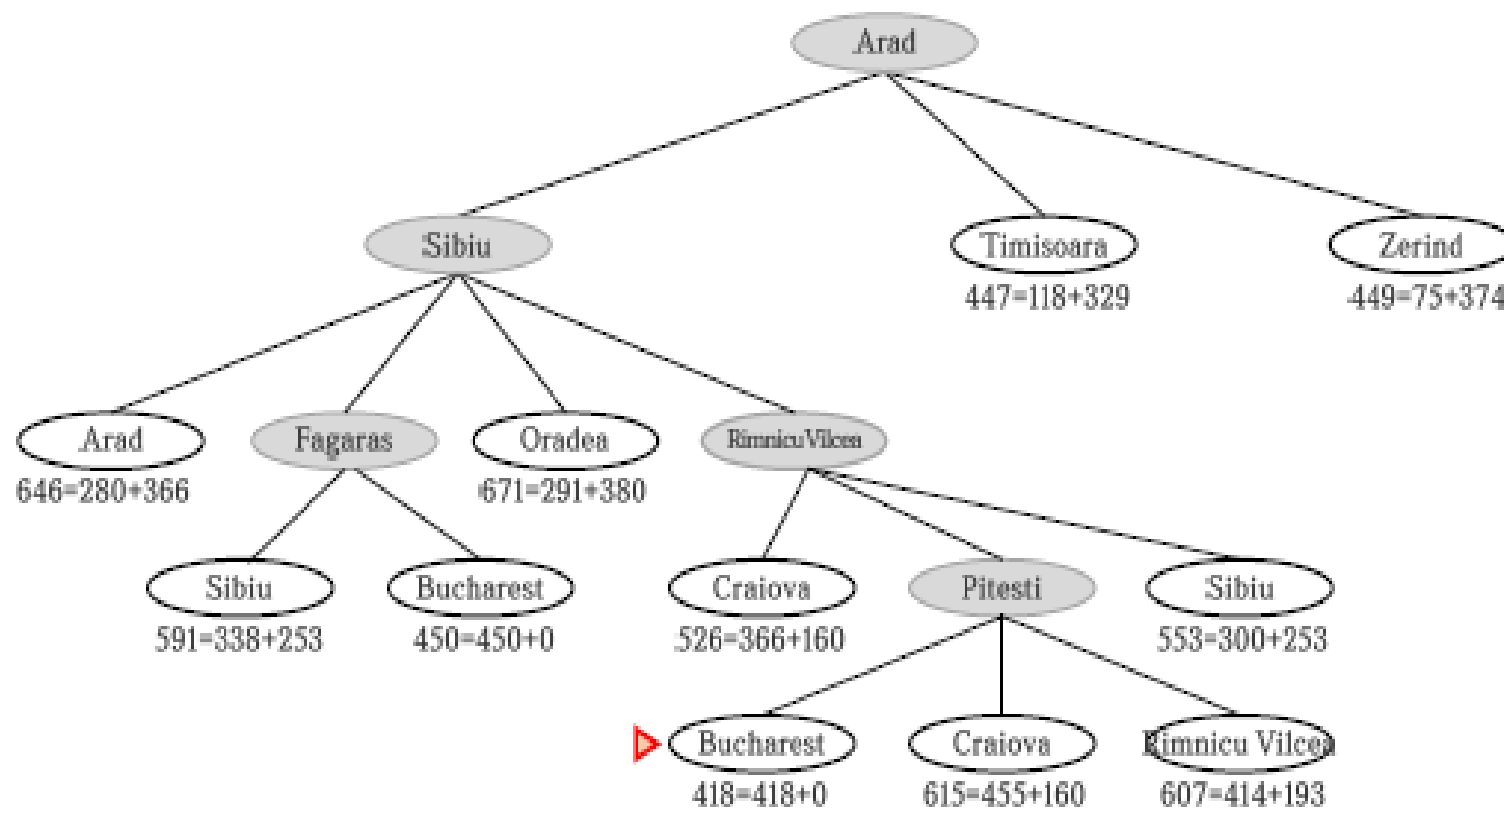 Arad
Sibiu
Timisoara
Zerind
447=118+329
449=75+374
Arad
Fagaras
Oradea
Rimnicu Vilcea
646=280+366
671=291+380
Sibiu
Bucharest
Craiova
Pitesti
Sibiu
591=338+253
450=450+0
526=366+160
553=300+253
Bucharest
Craiova
Rimnicu Vilcea
418=418+0
615=455+160
607=414+193